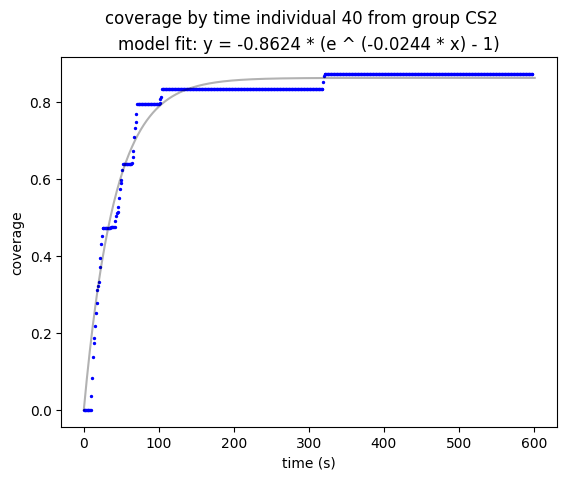 coverage by time individual 40 from group CS2
model fit: y = -0.8624 * (e ^ (-0.0244 * x) - 1)
0.8
0.6
0.4
0.2
0.0
coverage
0 100 200 300 400 500 600
time (s)